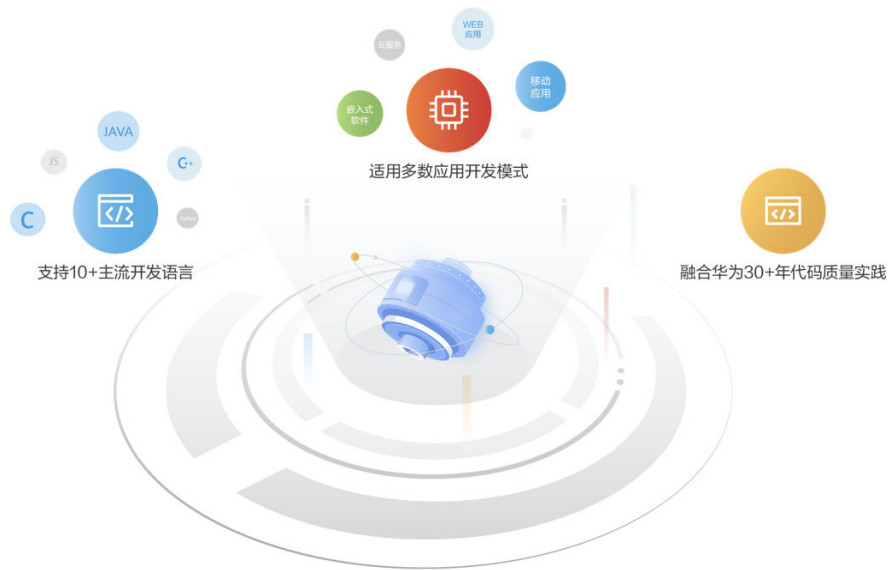 云服务
WEB
应用
移动
应用
嵌入式
软件
适用多数应用开发模式
JAVA
JS
C++
C
Python
支持10+主流开发语言
融合华为30+年代码质量实践